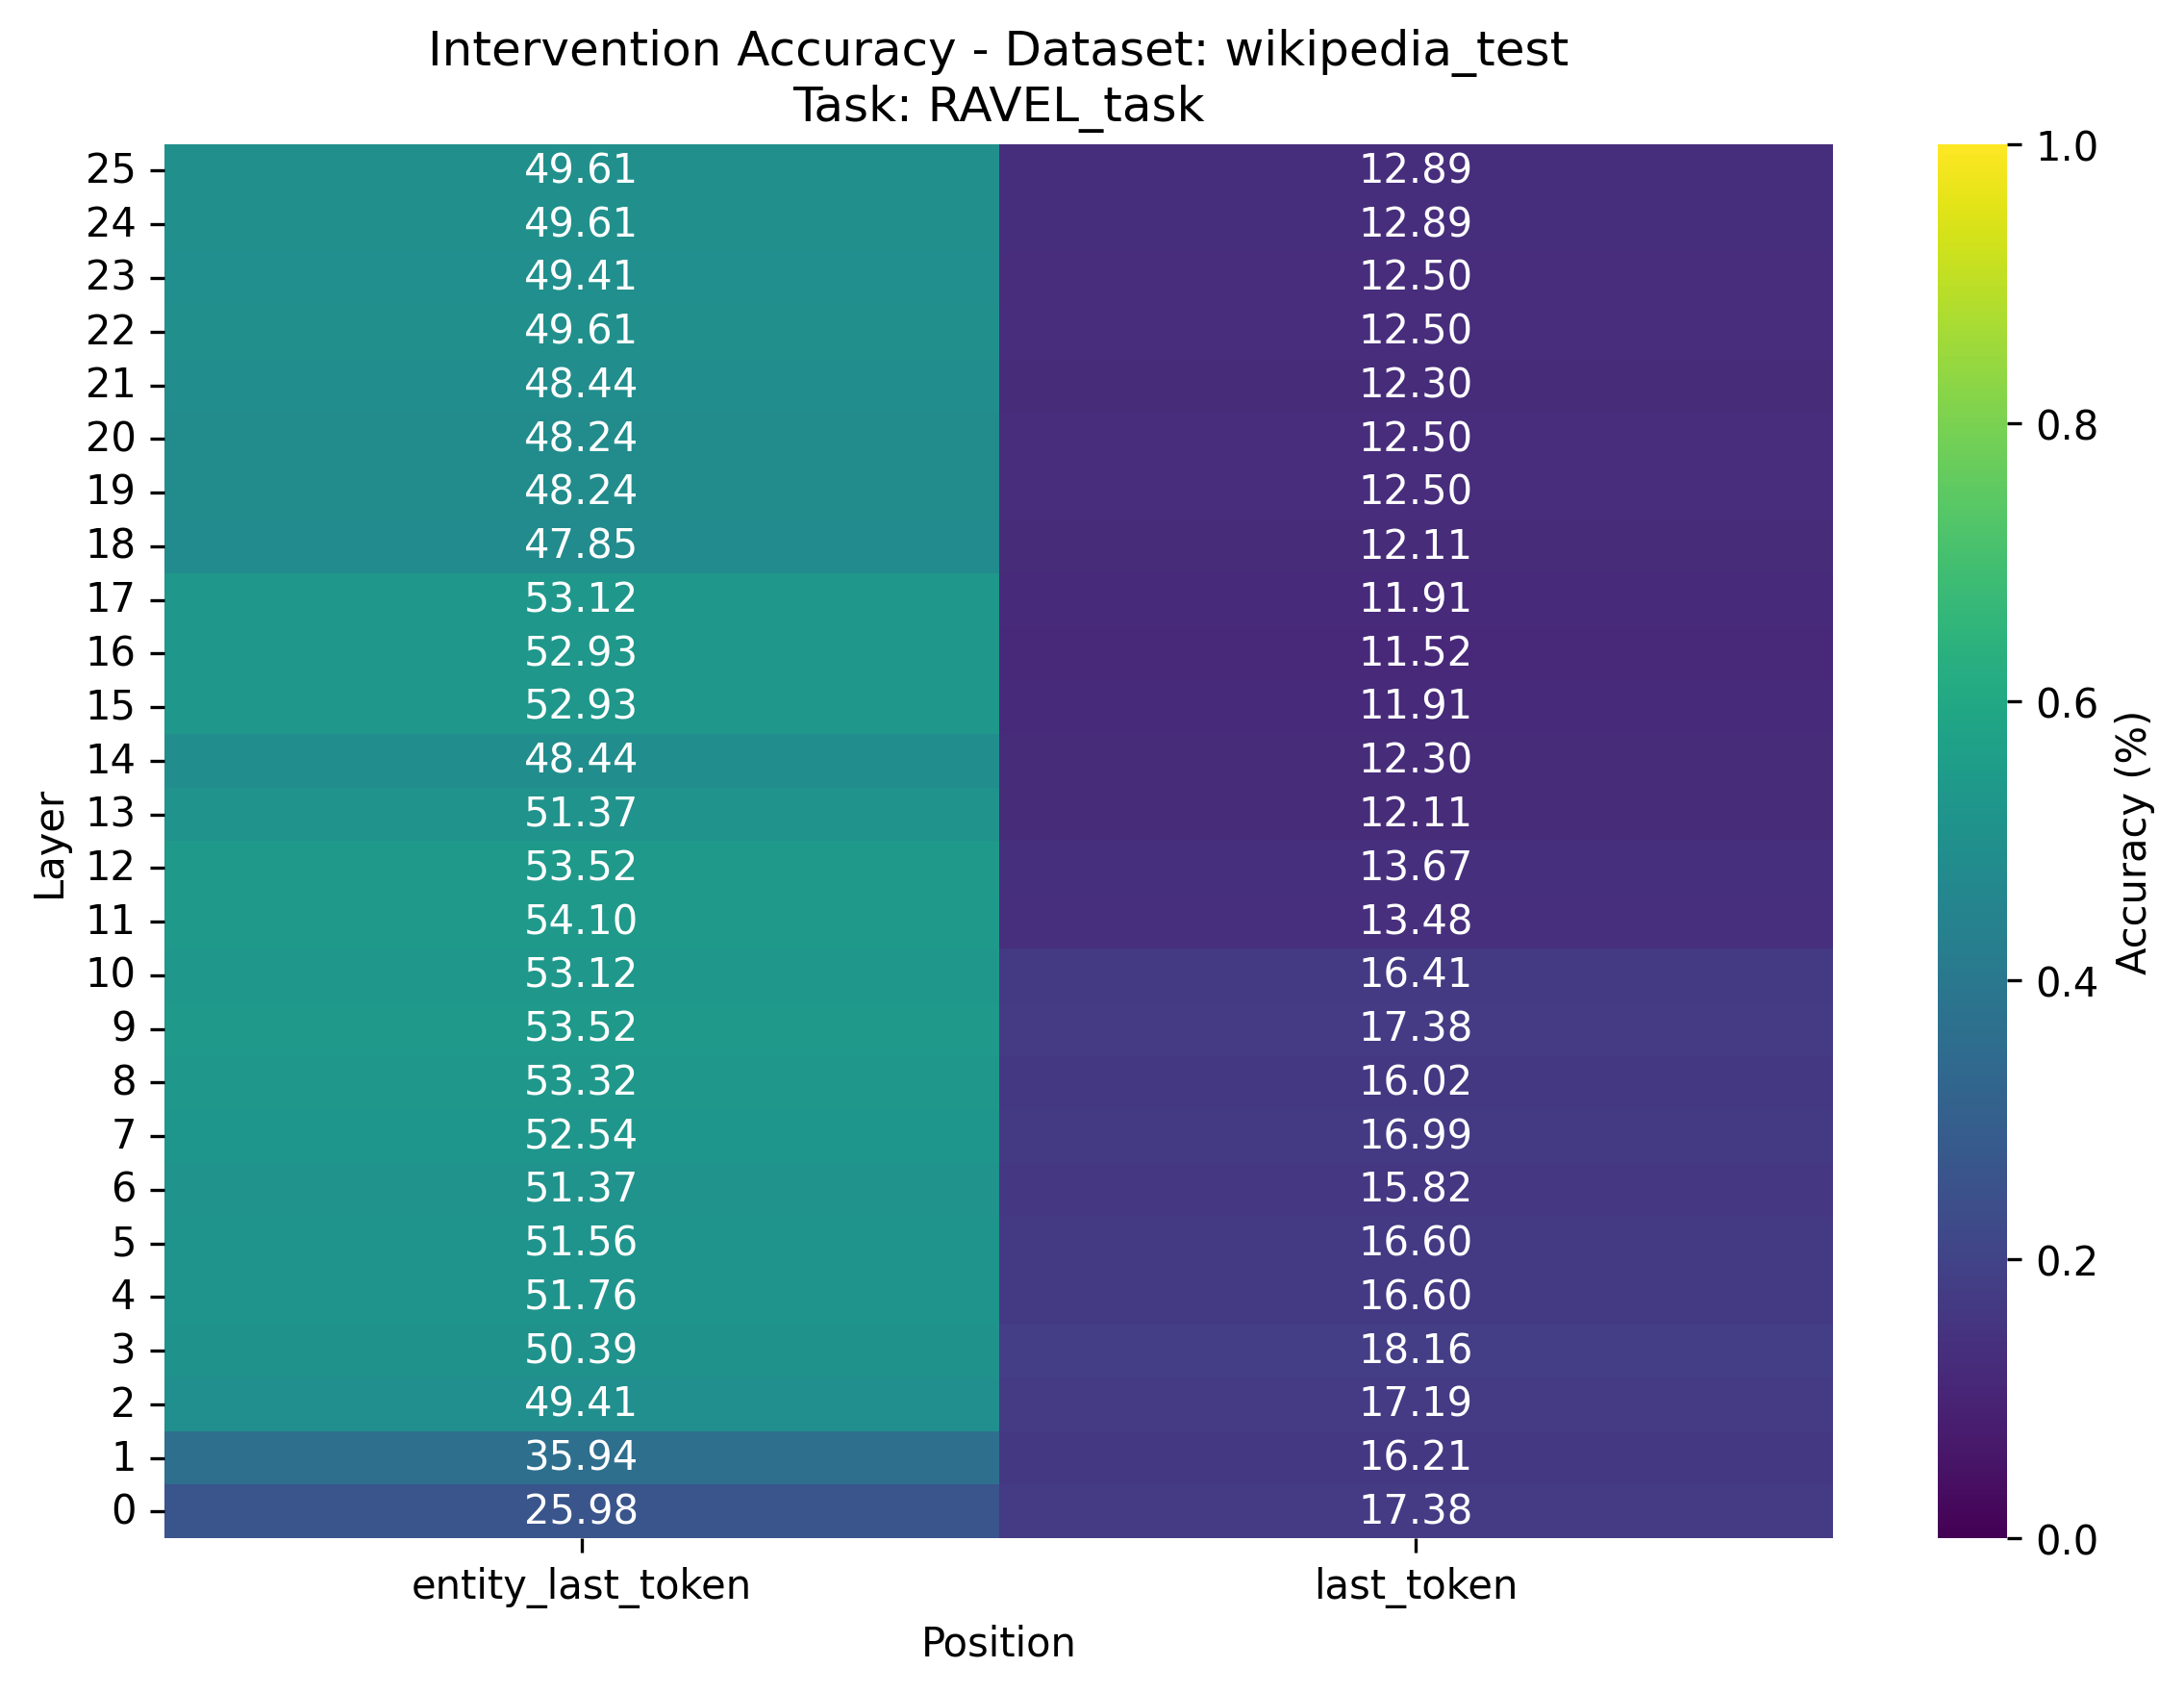 Intervention Accuracy - Dataset: wikipedia_test
Task: RAVEL_task
25 49.61 12.89
24 49.61 12.89
23 49.41 12.50
22 49.61 12.50
21 48.44 12.30
20 48.24 12.50
19 48.24 12.50
18 47.85 12.11
17 53.12 11.91
16 52.93 11.52
15 52.93 11.91
14 48.44 12.30
13 51.37 12.11
12 53.52 13.67
11 54.10 13.48
10 53.12 16.41
9 53.52 17.38
8 53.32 16.02
7 52.54 16.99
6 51.37 15.82
5 51.56 16.60
4 51.76 16.60
3 50.39 18.16
2 49.41 17.19
1 35.94 16.21
0 25.98 17.38
Layer
entity_last_token last_token
Position
1.0
0.8
0.6
0.4
0.2
0.0
Accuracy (%)